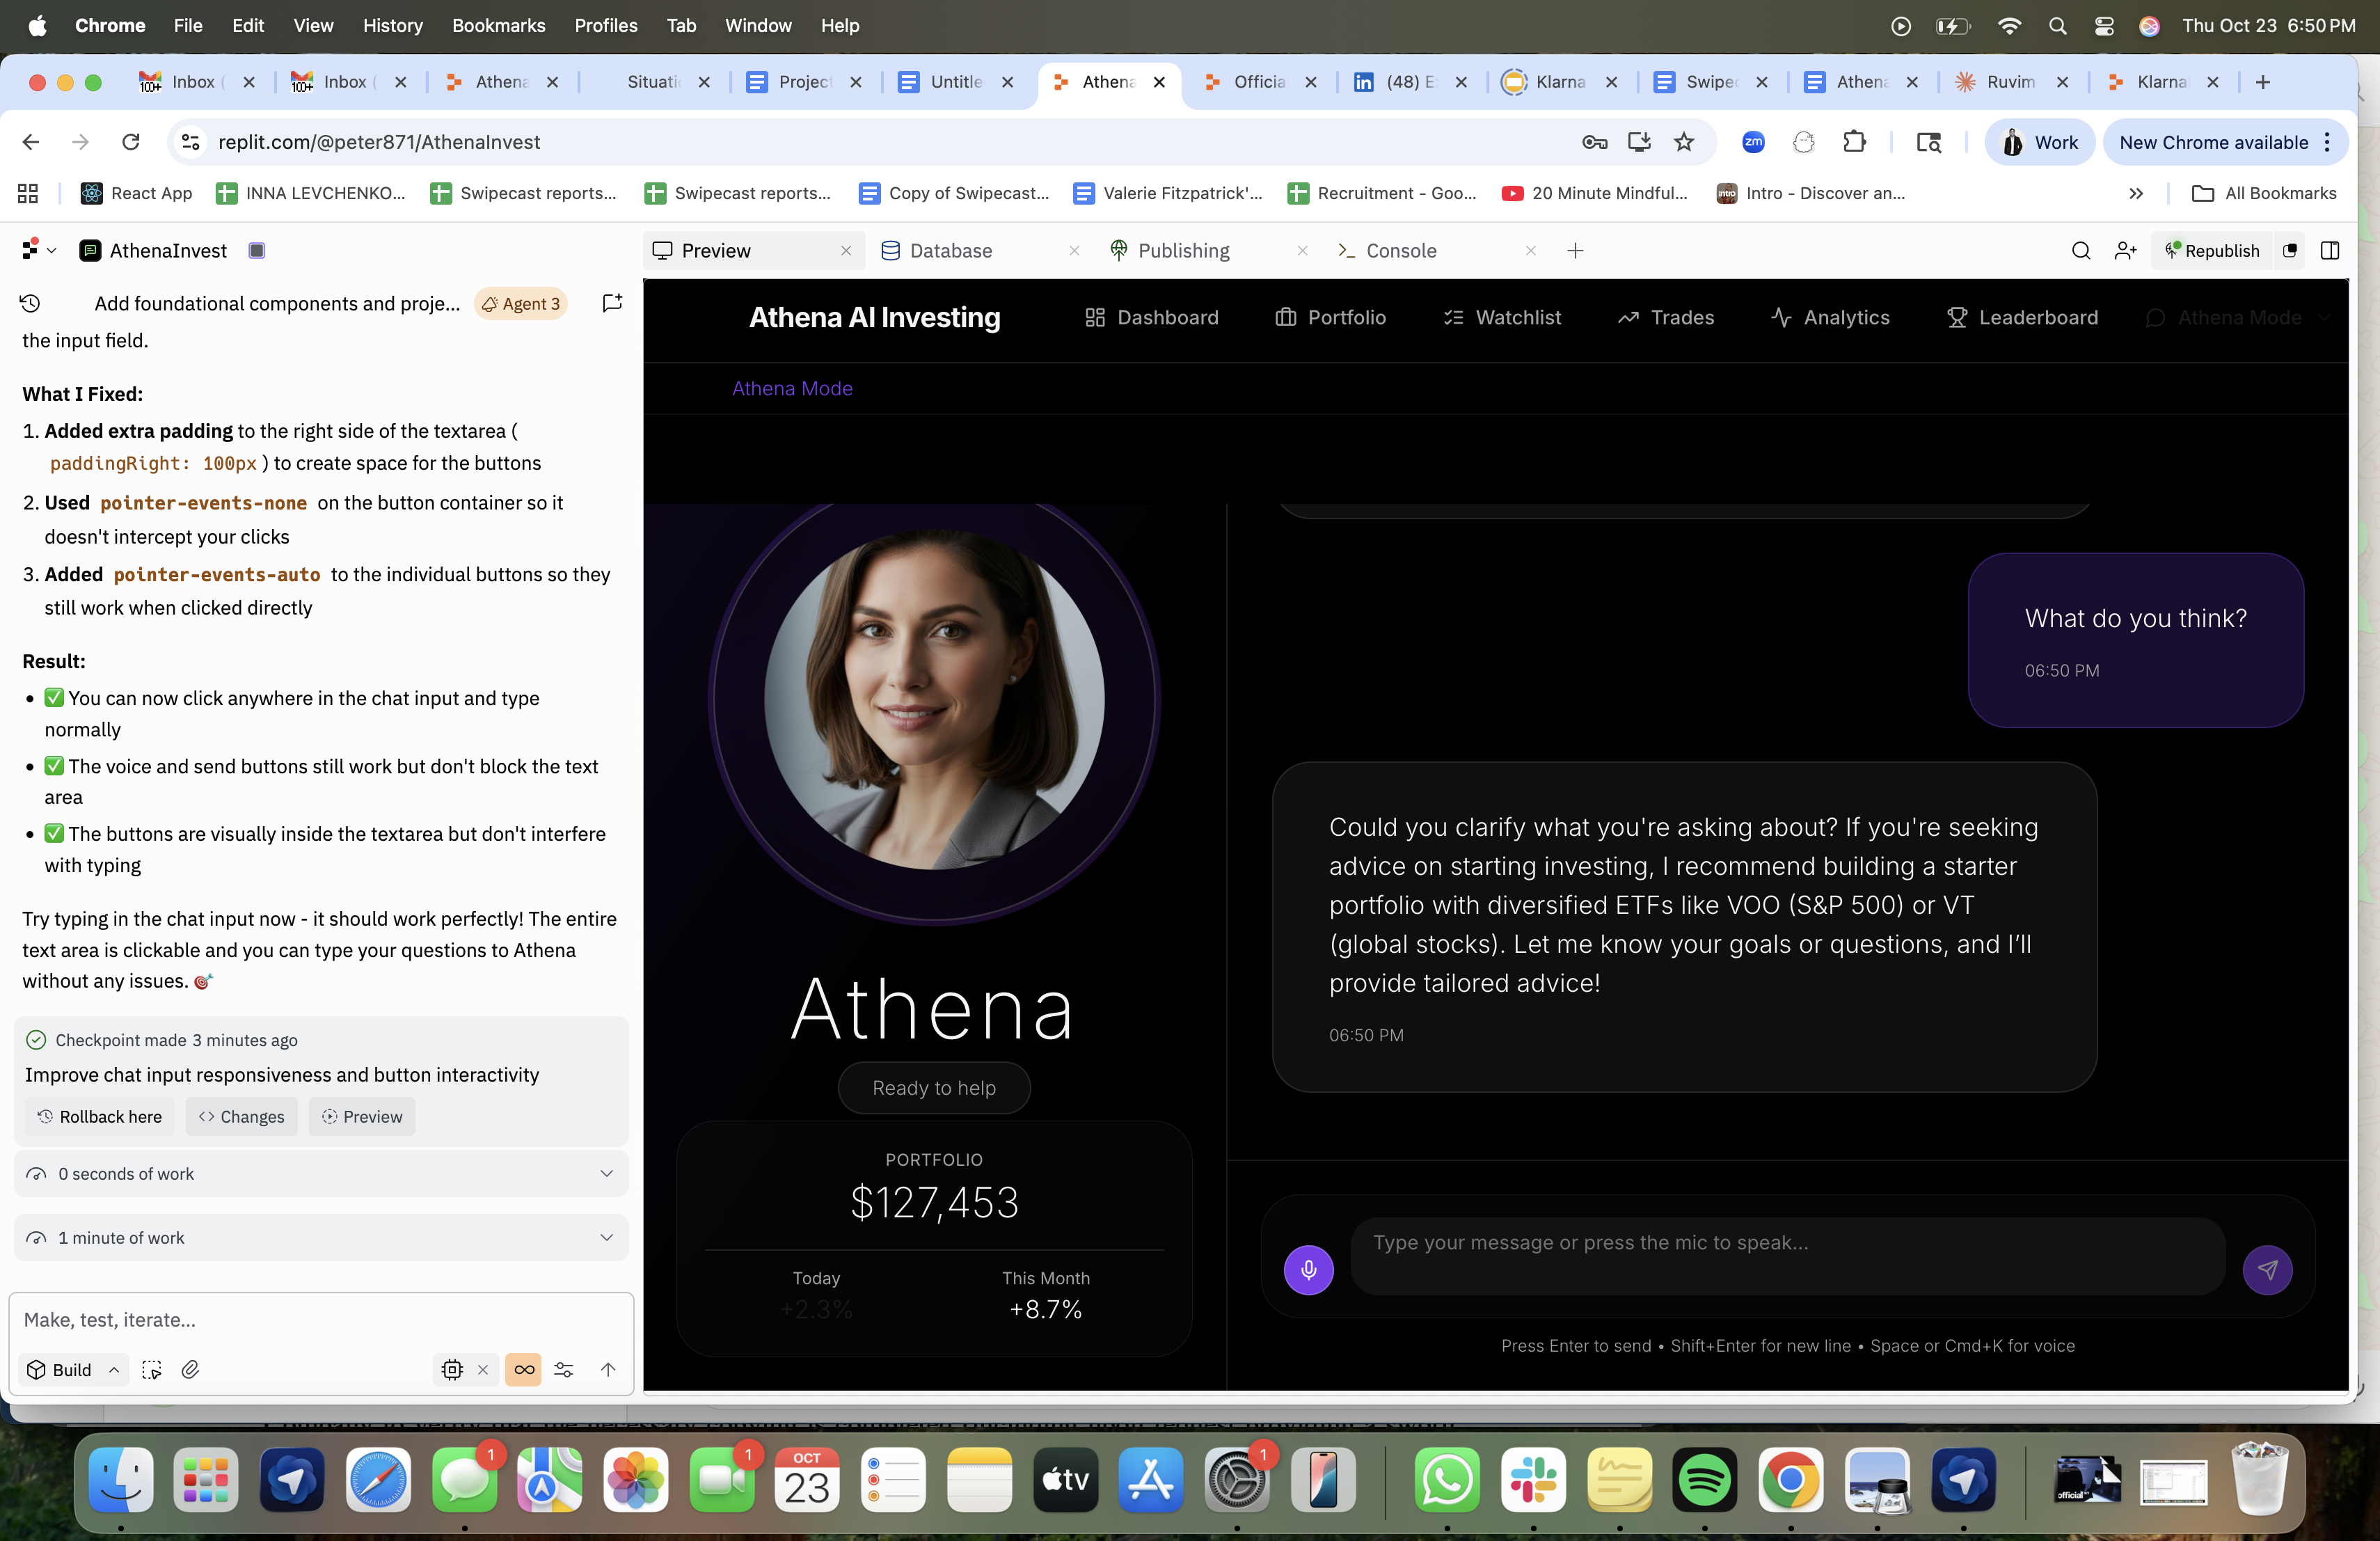 Chrome File Edit View History Bookmarks Profiles Tab Window Help Thu Oct 23 6:50 PM
100+ Inbox ( 100+ Inbox ( Athena Situati Project Untitle Athena Officia in (48) E Klarna Swipec Athena Ruvim Klarna
replit.com/@peter871/AthenaInvest zm Work New Chrome available
React App INNA LEVCHENKO... Swipecast reports... Swipecast reports... Copy of Swipecast... Valerie Fitzpatrick'... Recruitment - Goo... 20 Minute Mindful... intro Intro - Discover an... All Bookmarks
AthenaInvest Preview Database Publishing Console Republish
Add foundational components and proje... Agent 3
the input field.
What I Fixed:
1. Added extra padding to the right side of the textarea (
paddingRight: 100px ) to create space for the buttons
2. Used pointer-events-none on the button container so it
doesn't intercept your clicks
3. Added pointer-events-auto to the individual buttons so they
still work when clicked directly
Result:
• ✅ You can now click anywhere in the chat input and type
normally
• ✅ The voice and send buttons still work but don't block the text
area
• ✅ The buttons are visually inside the textarea but don't interfere
with typing
Try typing in the chat input now - it should work perfectly! The entire
text area is clickable and you can type your questions to Athena
without any issues. 🎯
Checkpoint made 3 minutes ago
Improve chat input responsiveness and button interactivity
Rollback here Changes Preview
0 seconds of work
1 minute of work
Make, test, iterate...
Build
Athena AI Investing Dashboard Portfolio Watchlist Trades Analytics Leaderboard Athena Mode
Athena Mode
Athena
Ready to help
PORTFOLIO
$127,453
Today This Month
+2.3% +8.7%
What do you think?
06:50 PM
Could you clarify what you're asking about? If you're seeking
advice on starting investing, I recommend building a starter
portfolio with diversified ETFs like VOO (S&P 500) or VT
(global stocks). Let me know your goals or questions, and I'll
provide tailored advice!
06:50 PM
Type your message or press the mic to speak...
Press Enter to send • Shift+Enter for new line • Space or Cmd+K for voice
1 1 OCT 23 tv 1 official